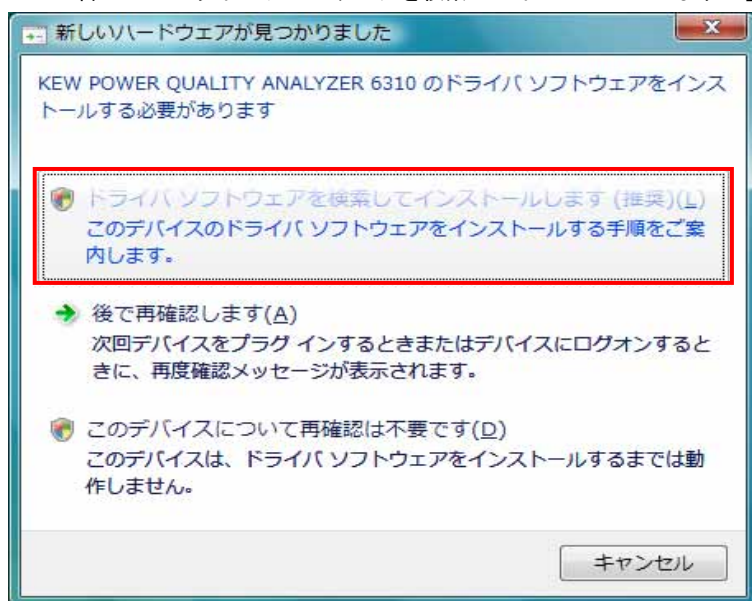 新しいハードウェアが見つかりました
KEW POWER QUALITY ANALYZER 6310 のドライバ ソフトウェアをインス
トールする必要があります
ドライバ ソフトウェアを検索してインストールします (推奨)(L)
このデバイスのドライバ ソフトウェアをインストールする手順をご案
内します。
後で再確認します(A)
次回デバイスをプラグ インするときまたはデバイスにログオンすると
きに、再度確認メッセージが表示されます。
このデバイスについて再確認は不要です(D)
このデバイスは、ドライバ ソフトウェアをインストールするまでは動
作しません。
キャンセル